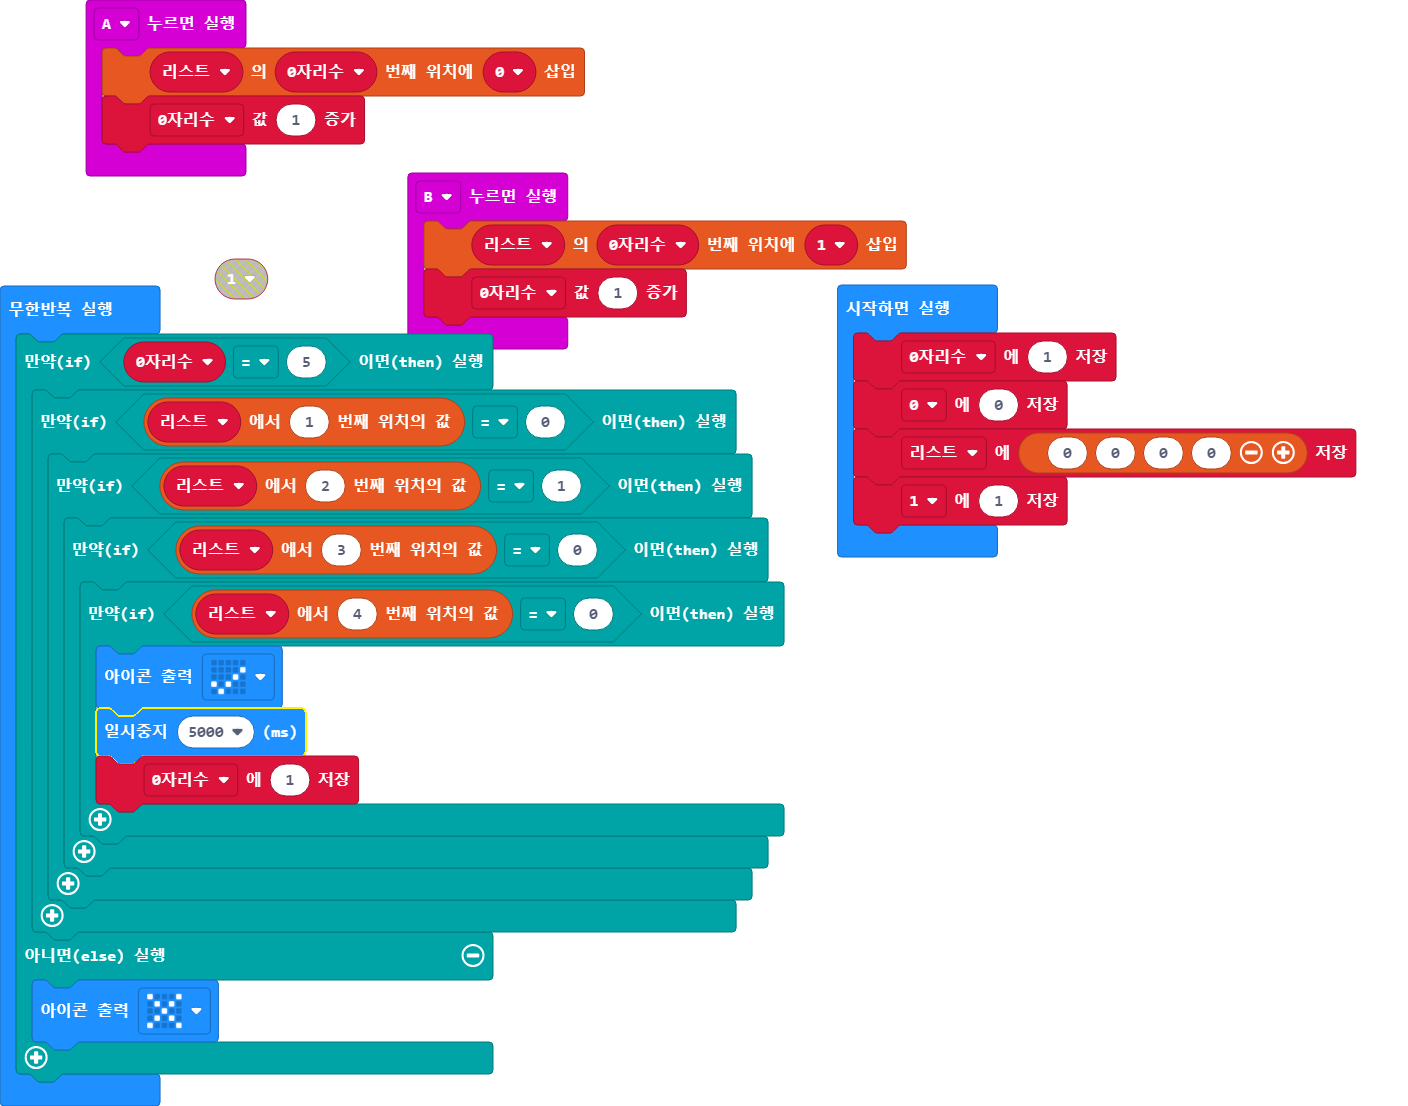 A 누르면 실행
리스트 의 0자리수 번째 위치에 0 삽입
0자리수 값 1 증가
B 누르면 실행
리스트 의 0자리수 번째 위치에 1 삽입
0자리수 값 1 증가
1
무한반복 실행
만약(if) 0자리수 = 5 이면(then) 실행
만약(if) 리스트 에서 1 번째 위치의 값 = 0 이면(then) 실행
만약(if) 리스트 에서 2 번째 위치의 값 = 1 이면(then) 실행
만약(if) 리스트 에서 3 번째 위치의 값 = 0 이면(then) 실행
만약(if) 리스트 에서 4 번째 위치의 값 = 0 이면(then) 실행
아이콘 출력
일시중지 5000 (ms)
0자리수 에 1 저장
아니면(else) 실행
아이콘 출력
시작하면 실행
0자리수 에 1 저장
0 에 0 저장
리스트 에 0 0 0 0 저장
1 에 1 저장